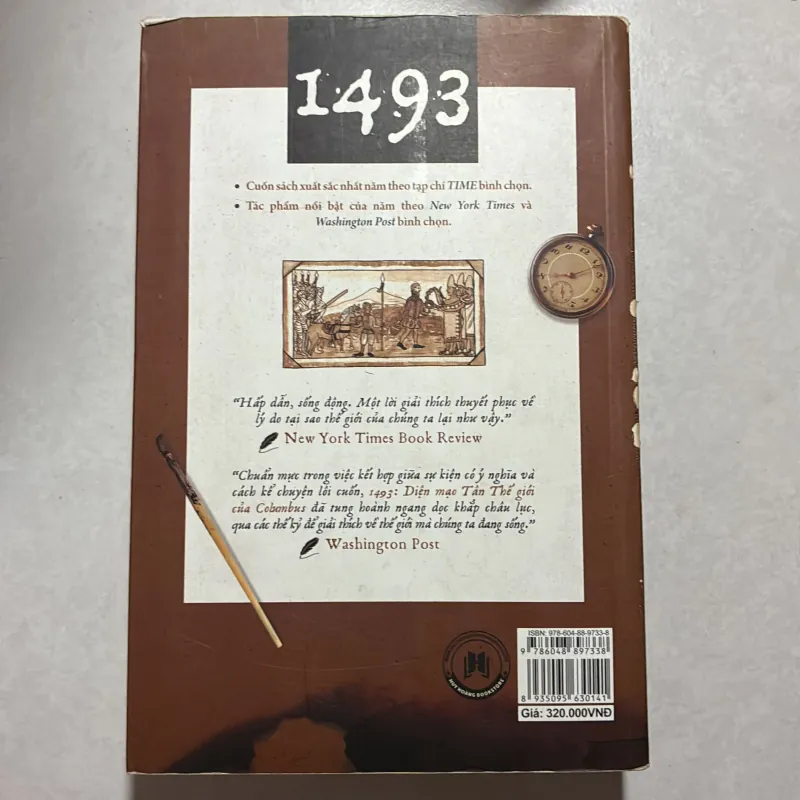 1493
• Cuốn sách xuất sắc nhất năm theo tạp chí TIME bình chọn.
• Tác phẩm nổi bật của năm theo New York Times và
Washington Post bình chọn.
“Hấp dẫn, sống động. Một lời giải thích thuyết phục về
lý do tại sao thế giới của chúng ta lại như vậy.”
New York Times Book Review
“Chuẩn mực trong việc kết hợp giữa sự kiện có ý nghĩa và
cách kể chuyện lôi cuốn, 1493: Diện mạo Tân Thế giới
của Columbus đã tung hoành ngang dọc khắp châu lục,
qua các thế kỷ để giải thích về thế giới mà chúng ta đang sống.”
Washington Post
HUY HOÀNG BOOKSTORE
ISBN: 978-604-88-9733-8
9 786048 897338
8 935095 630141
Giá: 320.000VNĐ